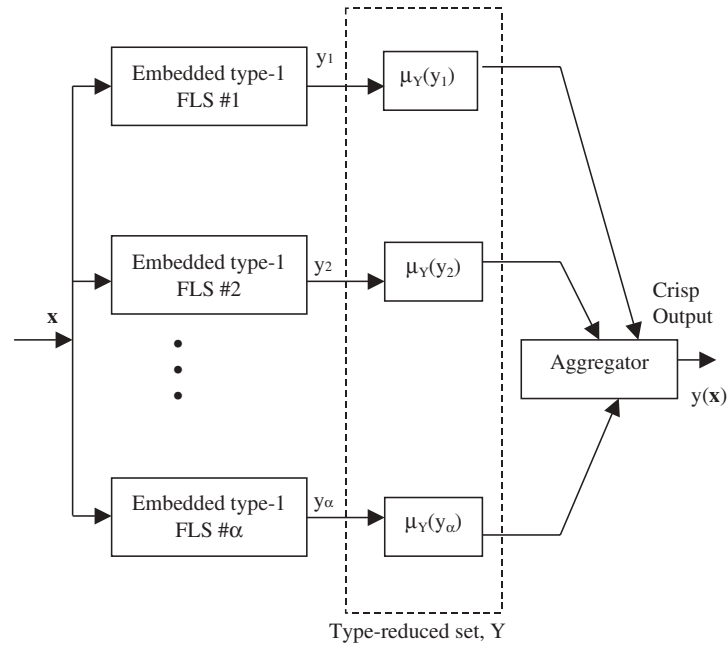 Embedded type-1
FLS #1
y1
μY(y1)
Embedded type-1
FLS #2
y2
μY(y2)
x
Crisp
Output
Aggregator
y(x)
Embedded type-1
FLS #α
yα
μY(yα)
Type-reduced set, Y